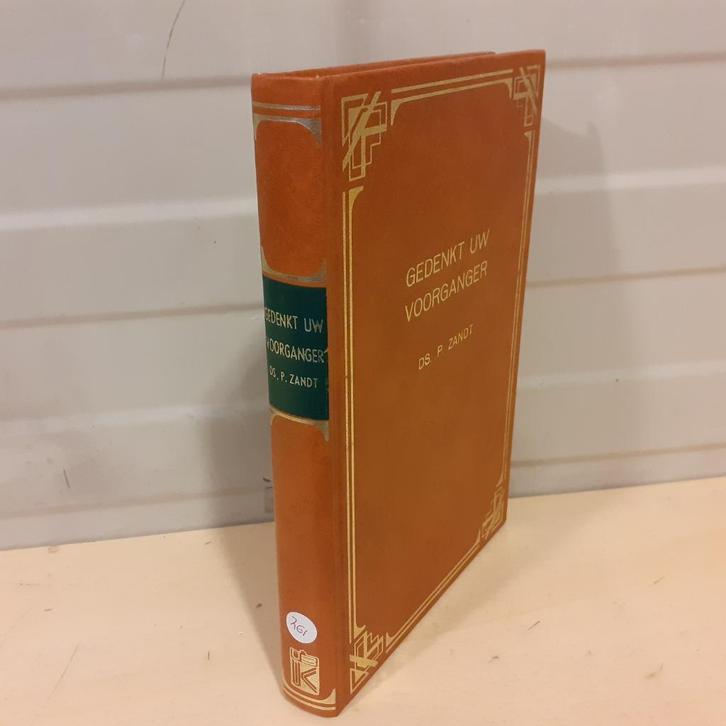 GEDENKT UW
VOORGANGER
DS. P. ZANDT
GEDENKT UW
VOORGANGER
DS. P. ZANDT
K